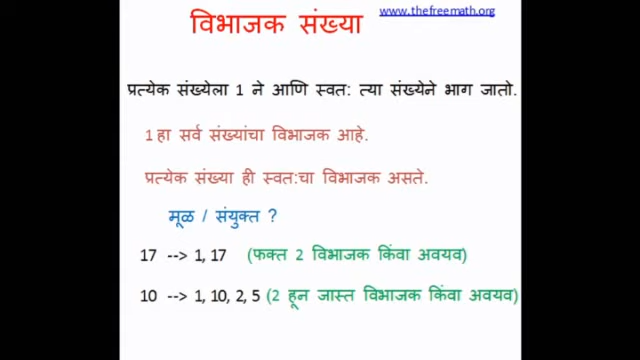 www.thefreemath.org
विभाजक संख्या
प्रत्येक संख्येला 1 ने आणि स्वत: त्या संख्येने भाग जातो.
1 हा सर्व संख्यांचा विभाजक आहे.
प्रत्येक संख्या ही स्वत:चा विभाजक असते.
मूळ / संयुक्त ?
17 --> 1, 17 (फक्त 2 विभाजक किंवा अवयव)
10 --> 1, 10, 2, 5 (2 हून जास्त विभाजक किंवा अवयव)